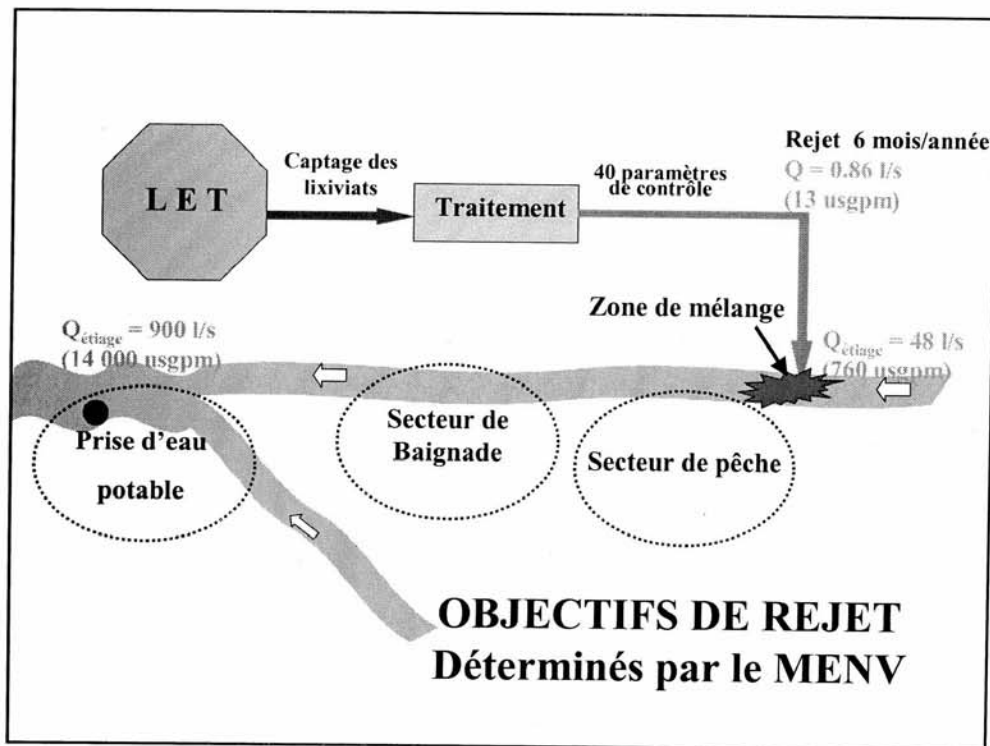 Rejet 6 mois/année
Q = 0.86 l/s
(13 usgpm)
Captage des
lixiviats
40 paramètres
de contrôle
L E T
Traitement
Zone de mélange
Qétiage = 900 l/s
(14 000 usgpm)
Qétiage = 48 l/s
(760 usgpm)
Prise d'eau
potable
Secteur de
Baignade
Secteur de pêche
OBJECTIFS DE REJET
Déterminés par le MENV